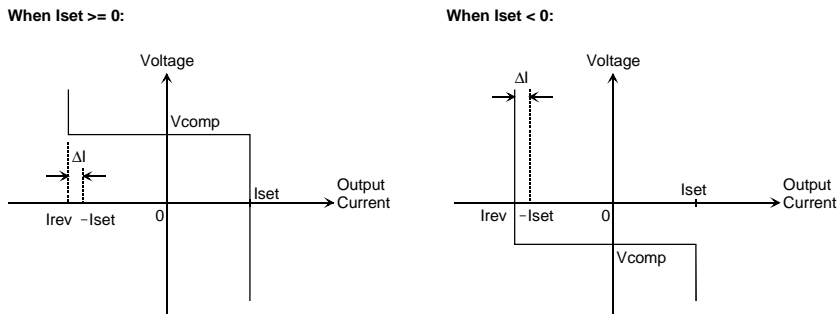 When Iset >= 0:
Voltage
Vcomp
ΔI
Iset
Output
Current
Irev
−Iset
0
When Iset < 0:
Voltage
ΔI
Iset
Output
Current
Irev
−Iset
0
Vcomp